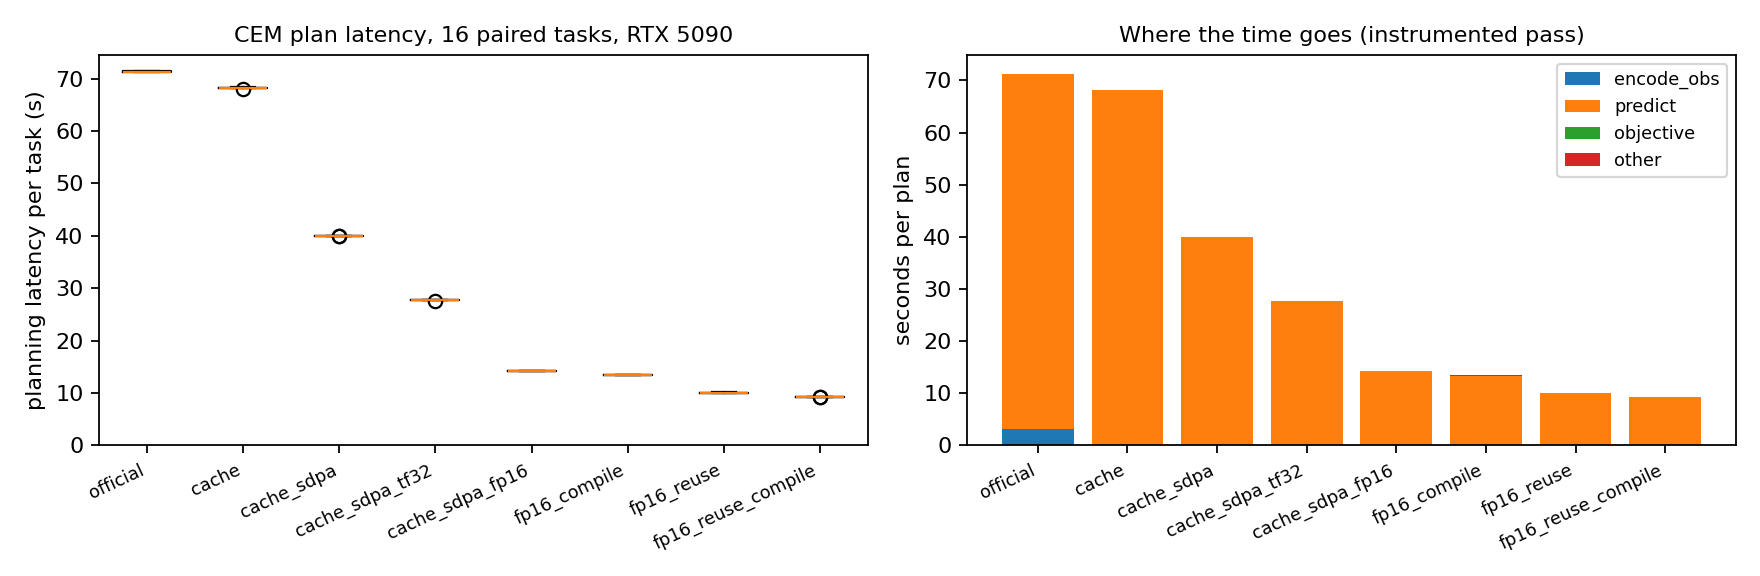 CEM plan latency, 16 paired tasks, RTX 5090
planning latency per task (s)
70
60
50
40
30
20
10
0
official
cache
cache_sdpa
cache_sdpa_tf32
cache_sdpa_fp16
fp16_compile
fp16_reuse
fp16_reuse_compile
Where the time goes (instrumented pass)
seconds per plan
70
60
50
40
30
20
10
0
encode_obs
predict
objective
other
official
cache
cache_sdpa
cache_sdpa_tf32
cache_sdpa_fp16
fp16_compile
fp16_reuse
fp16_reuse_compile